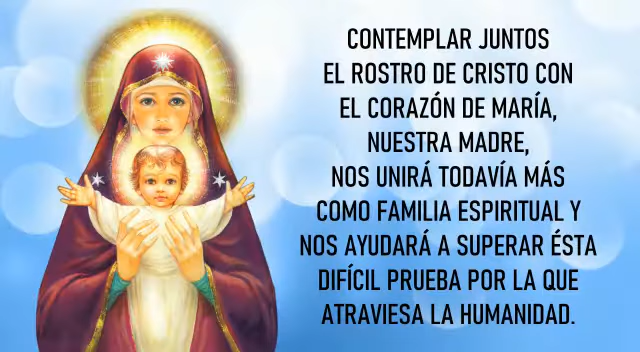 CONTEMPLAR JUNTOS
EL ROSTRO DE CRISTO CON
EL CORAZÓN DE MARÍA,
NUESTRA MADRE,
NOS UNIRÁ TODAVÍA MÁS
COMO FAMILIA ESPIRITUAL Y
NOS AYUDARÁ A SUPERAR ÉSTA
DIFÍCIL PRUEBA POR LA QUE
ATRAVIESA LA HUMANIDAD.